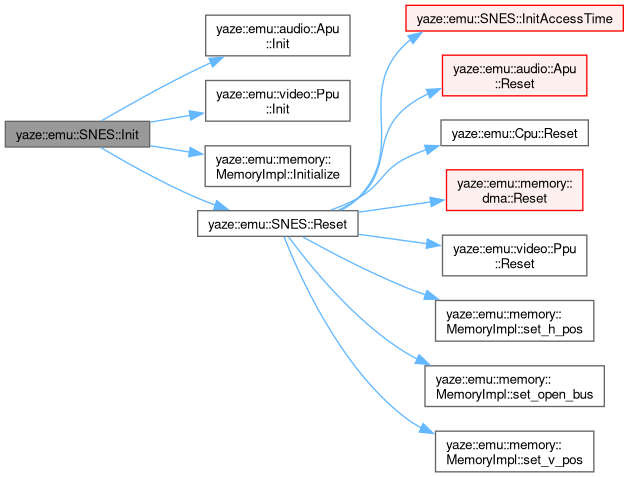 yaze::emu::SNES::Init
yaze::emu::audio::Apu
::Init
yaze::emu::video::Ppu
::Init
yaze::emu::memory::
MemoryImpl::Initialize
yaze::emu::SNES::Reset
yaze::emu::SNES::InitAccessTime
yaze::emu::audio::Apu
::Reset
yaze::emu::Cpu::Reset
yaze::emu::memory::
dma::Reset
yaze::emu::video::Ppu
::Reset
yaze::emu::memory::
MemoryImpl::set_h_pos
yaze::emu::memory::
MemoryImpl::set_open_bus
yaze::emu::memory::
MemoryImpl::set_v_pos